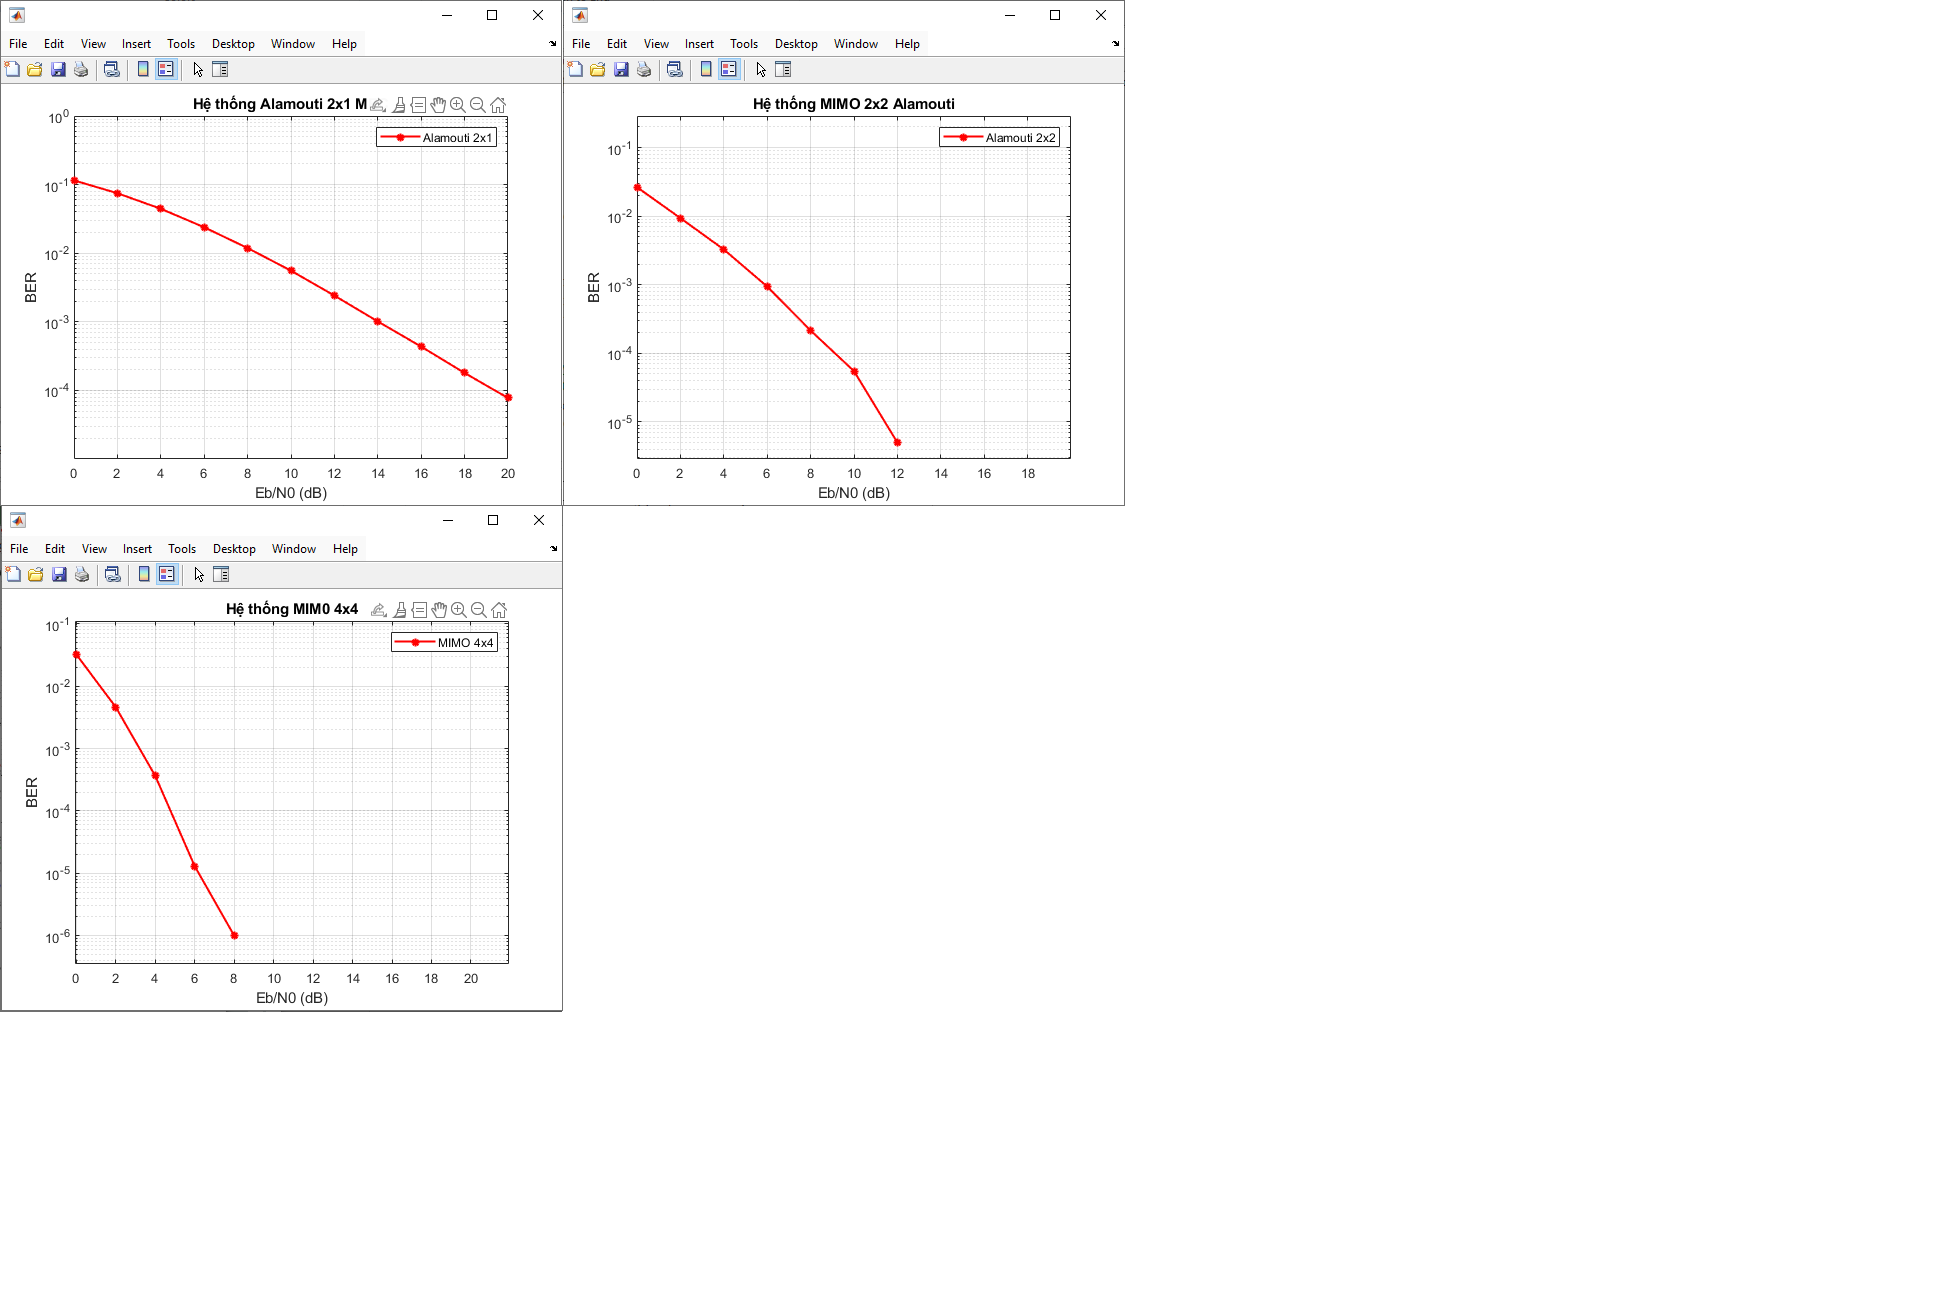 File Edit View Insert Tools Desktop Window Help
Hệ thống Alamouti 2x1 M
Alamouti 2x1
10^0
10^-1
10^-2
10^-3
10^-4
BER
0 2 4 6 8 10 12 14 16 18 20
Eb/N0 (dB)
File Edit View Insert Tools Desktop Window Help
Hệ thống MIMO 2x2 Alamouti
Alamouti 2x2
10^-1
10^-2
10^-3
10^-4
10^-5
BER
0 2 4 6 8 10 12 14 16 18
Eb/N0 (dB)
File Edit View Insert Tools Desktop Window Help
Hệ thống MIM0 4x4
MIMO 4x4
10^-1
10^-2
10^-3
10^-4
10^-5
10^-6
BER
0 2 4 6 8 10 12 14 16 18 20
Eb/N0 (dB)